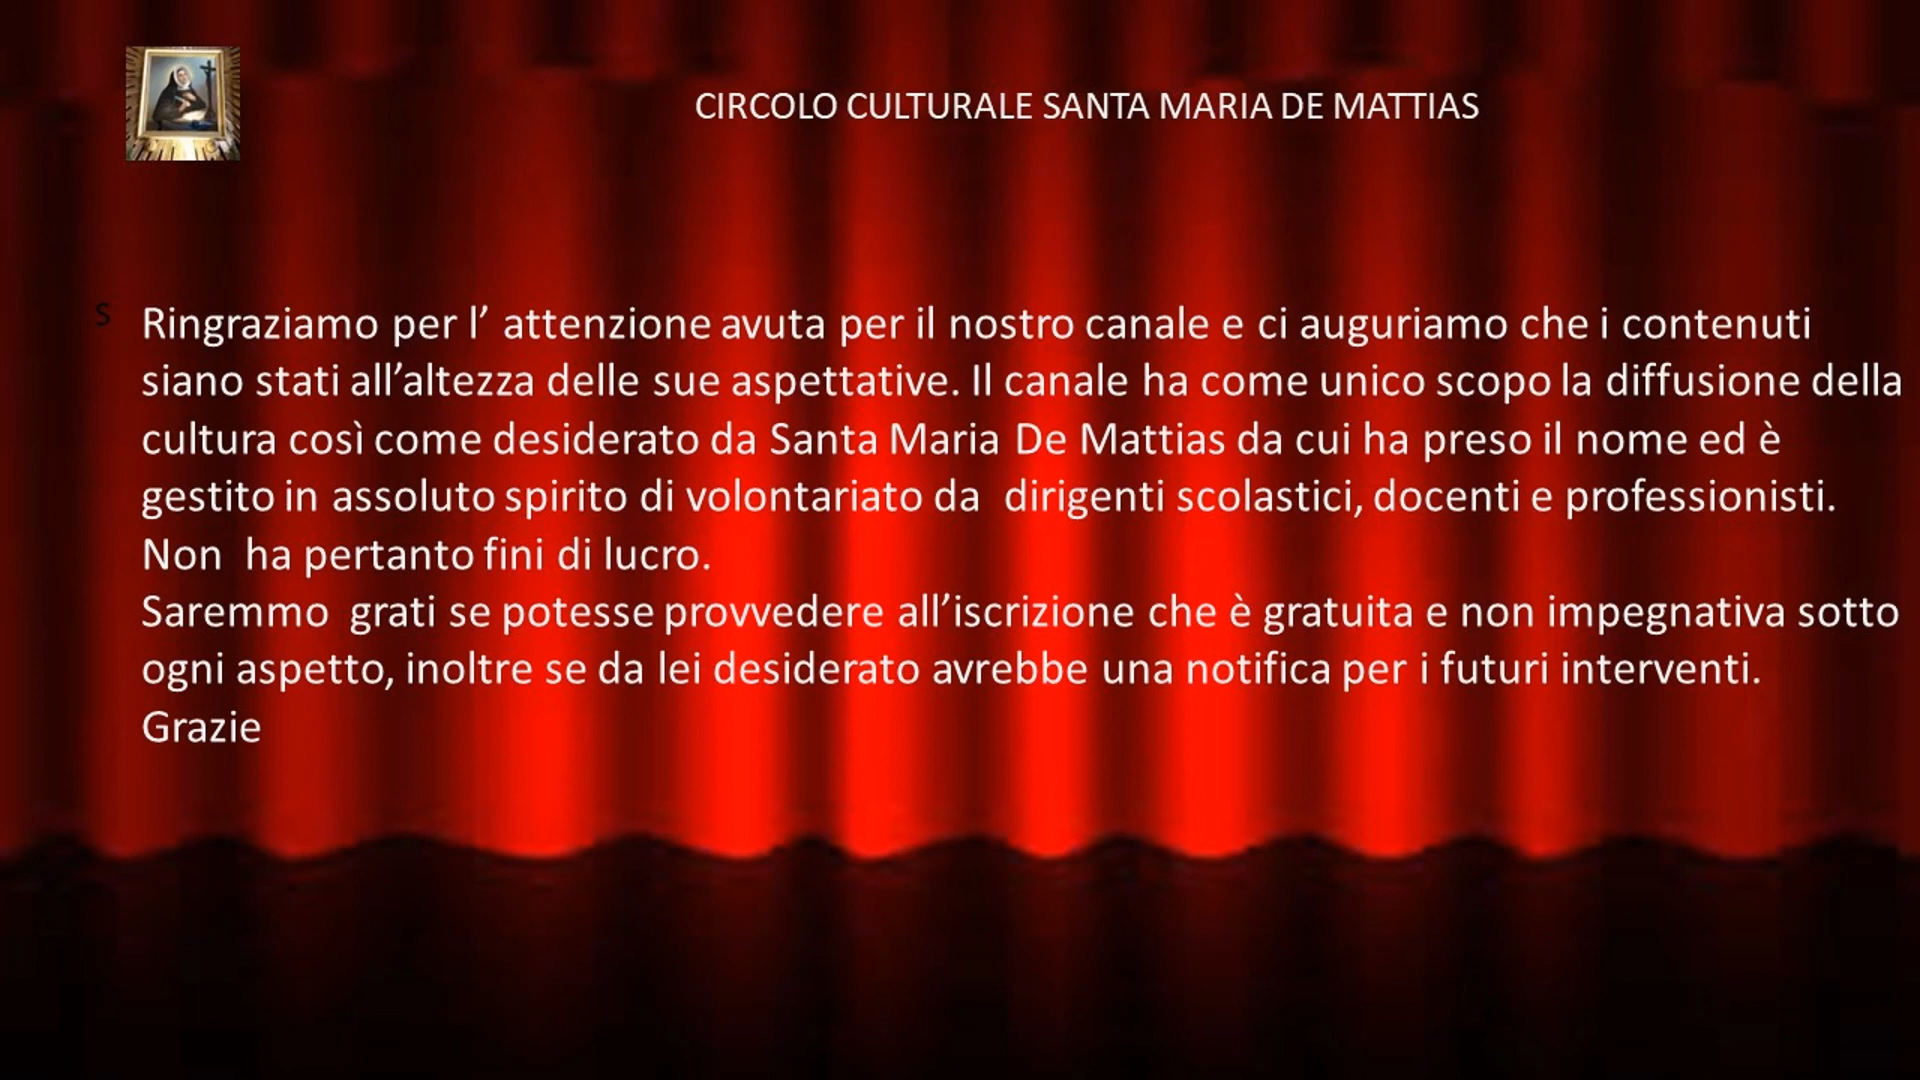 CIRCOLO CULTURALE SANTA MARIA DE MATTIAS
S
Ringraziamo per l’ attenzione avuta per il nostro canale e ci auguriamo che i contenuti
siano stati all’altezza delle sue aspettative. Il canale ha come unico scopo la diffusione della
cultura così come desiderato da Santa Maria De Mattias da cui ha preso il nome ed è
gestito in assoluto spirito di volontariato da  dirigenti scolastici, docenti e professionisti.
Non  ha pertanto fini di lucro.
Saremmo  grati se potesse provvedere all’iscrizione che è gratuita e non impegnativa sotto
ogni aspetto, inoltre se da lei desiderato avrebbe una notifica per i futuri interventi.
Grazie